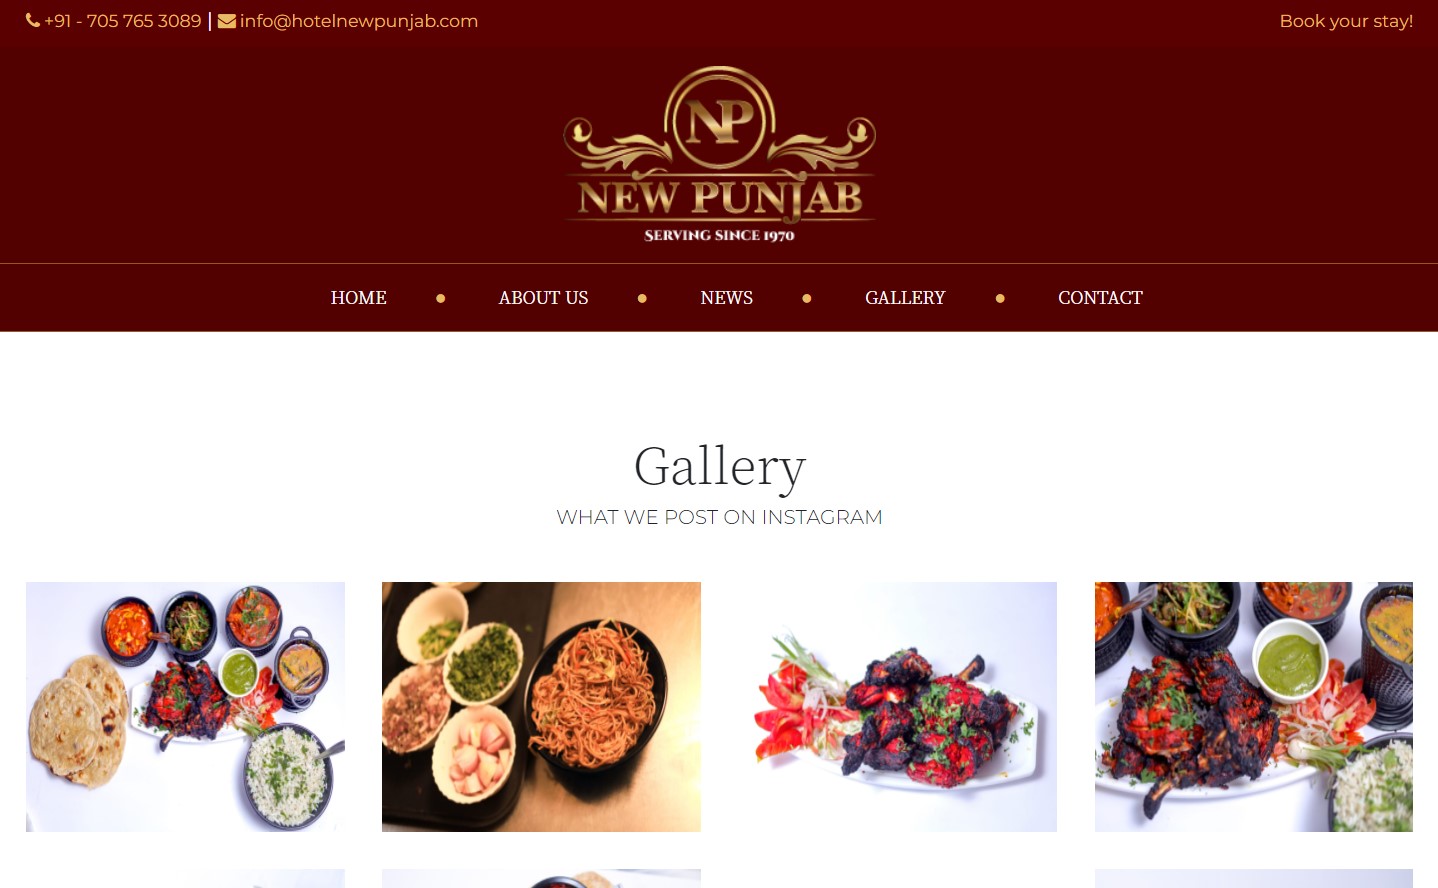 +91 - 705 765 3089 | info@hotelnewpunjab.com
Book your stay!
NP
NEW PUNJAB
SERVING SINCE 1970
HOME
ABOUT US
NEWS
GALLERY
CONTACT
Gallery
WHAT WE POST ON INSTAGRAM